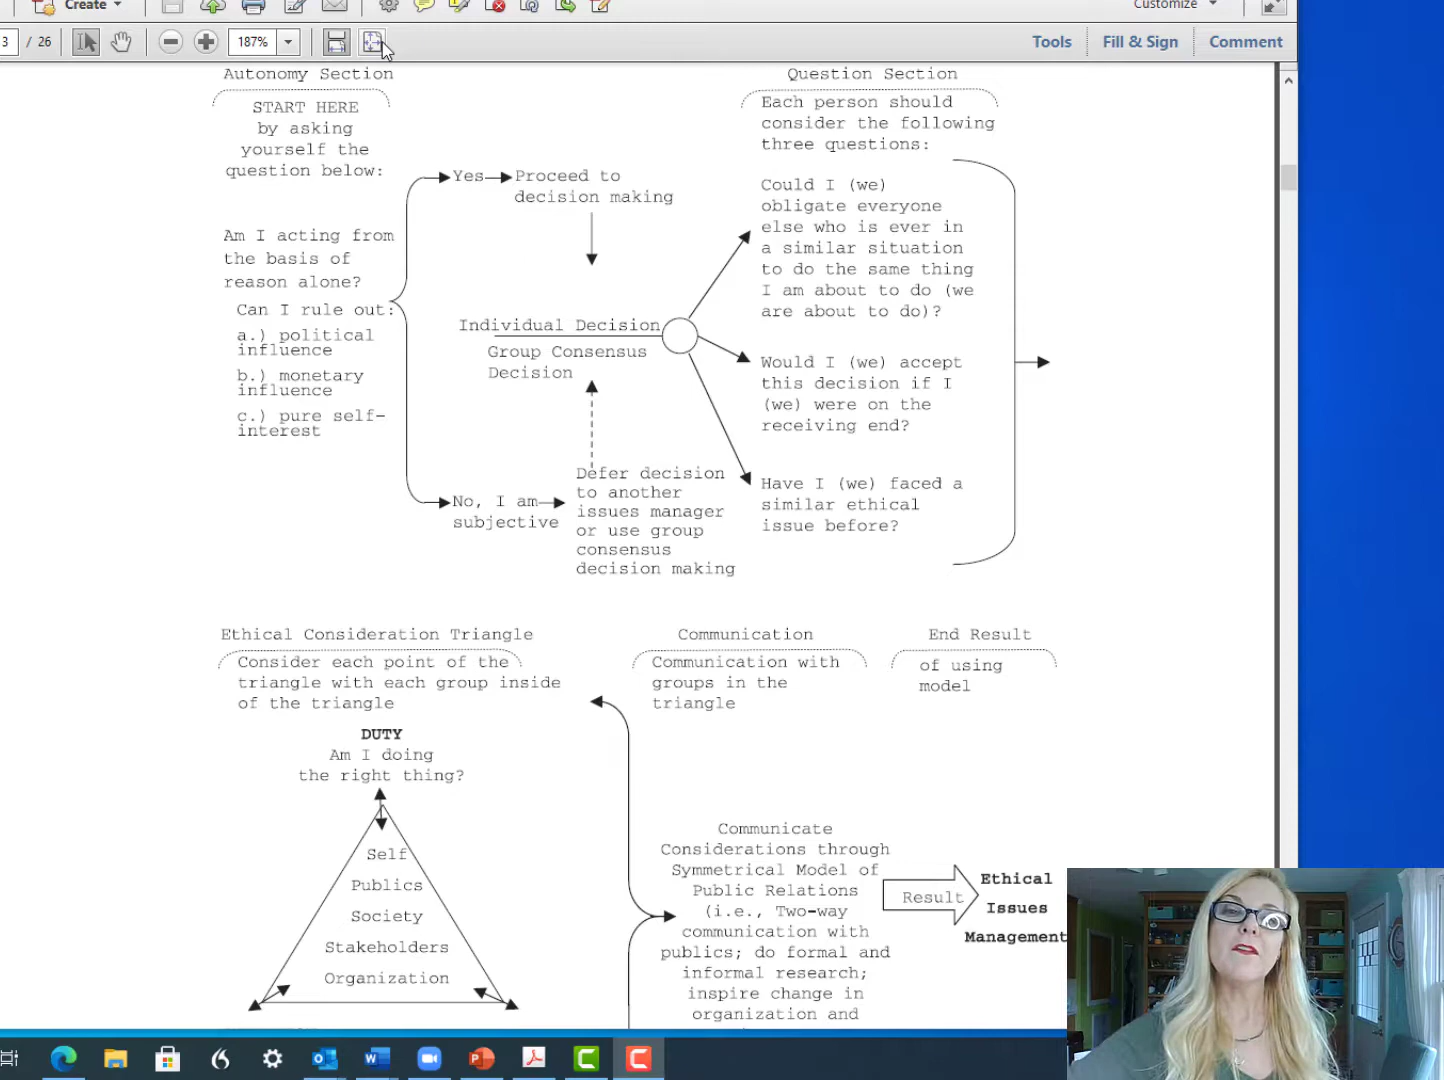 Create
Customize
3 / 26
187%
Tools
Fill & Sign
Comment
Autonomy Section
START HERE
by asking
yourself the
question below:
Am I acting from
the basis of
reason alone?
Can I rule out:
a.) political
influence
b.) monetary
influence
c.) pure self-
interest
Yes
Proceed to
decision making
Individual Decision
Group Consensus
Decision
No, I am
subjective
Defer decision
to another
issues manager
or use group
consensus
decision making
Question Section
Each person should
consider the following
three questions:
Could I (we)
obligate everyone
else who is ever in
a similar situation
to do the same thing
I am about to do (we
are about to do)?
Would I (we) accept
this decision if I
(we) were on the
receiving end?
Have I (we) faced a
similar ethical
issue before?
Ethical Consideration Triangle
Consider each point of the
triangle with each group inside
of the triangle
DUTY
Am I doing
the right thing?
Self
Publics
Society
Stakeholders
Organization
Communication
Communication with
groups in the
triangle
Communicate
Considerations through
Symmetrical Model of
Public Relations
(i.e., Two-way
communication with
publics; do formal and
informal research;
inspire change in
organization and
End Result
of using
model
Result
Ethical
Issues
Management